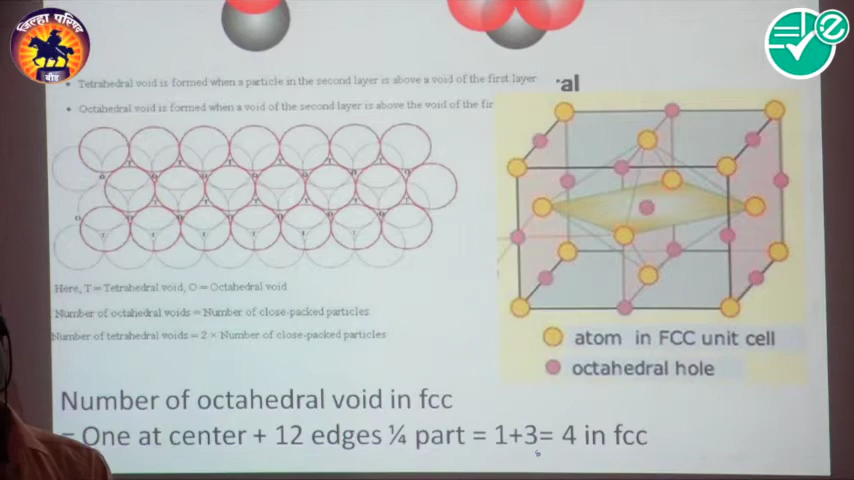 जिल्हा परिषद
बीड
• Tetrahedral void is formed when a particle in the second layer is above a void of the first layer
al
• Octahedral void is formed when a void of the second layer is above the void of the fir
Here, T = Tetrahedral void, O = Octahedral void
Number of octahedral voids = Number of close-packed particles
Number of tetrahedral voids = 2 × Number of close-packed particles
atom in FCC unit cell
octahedral hole
Number of octahedral void in fcc
= One at center + 12 edges ¼ part = 1+3= 4 in fcc